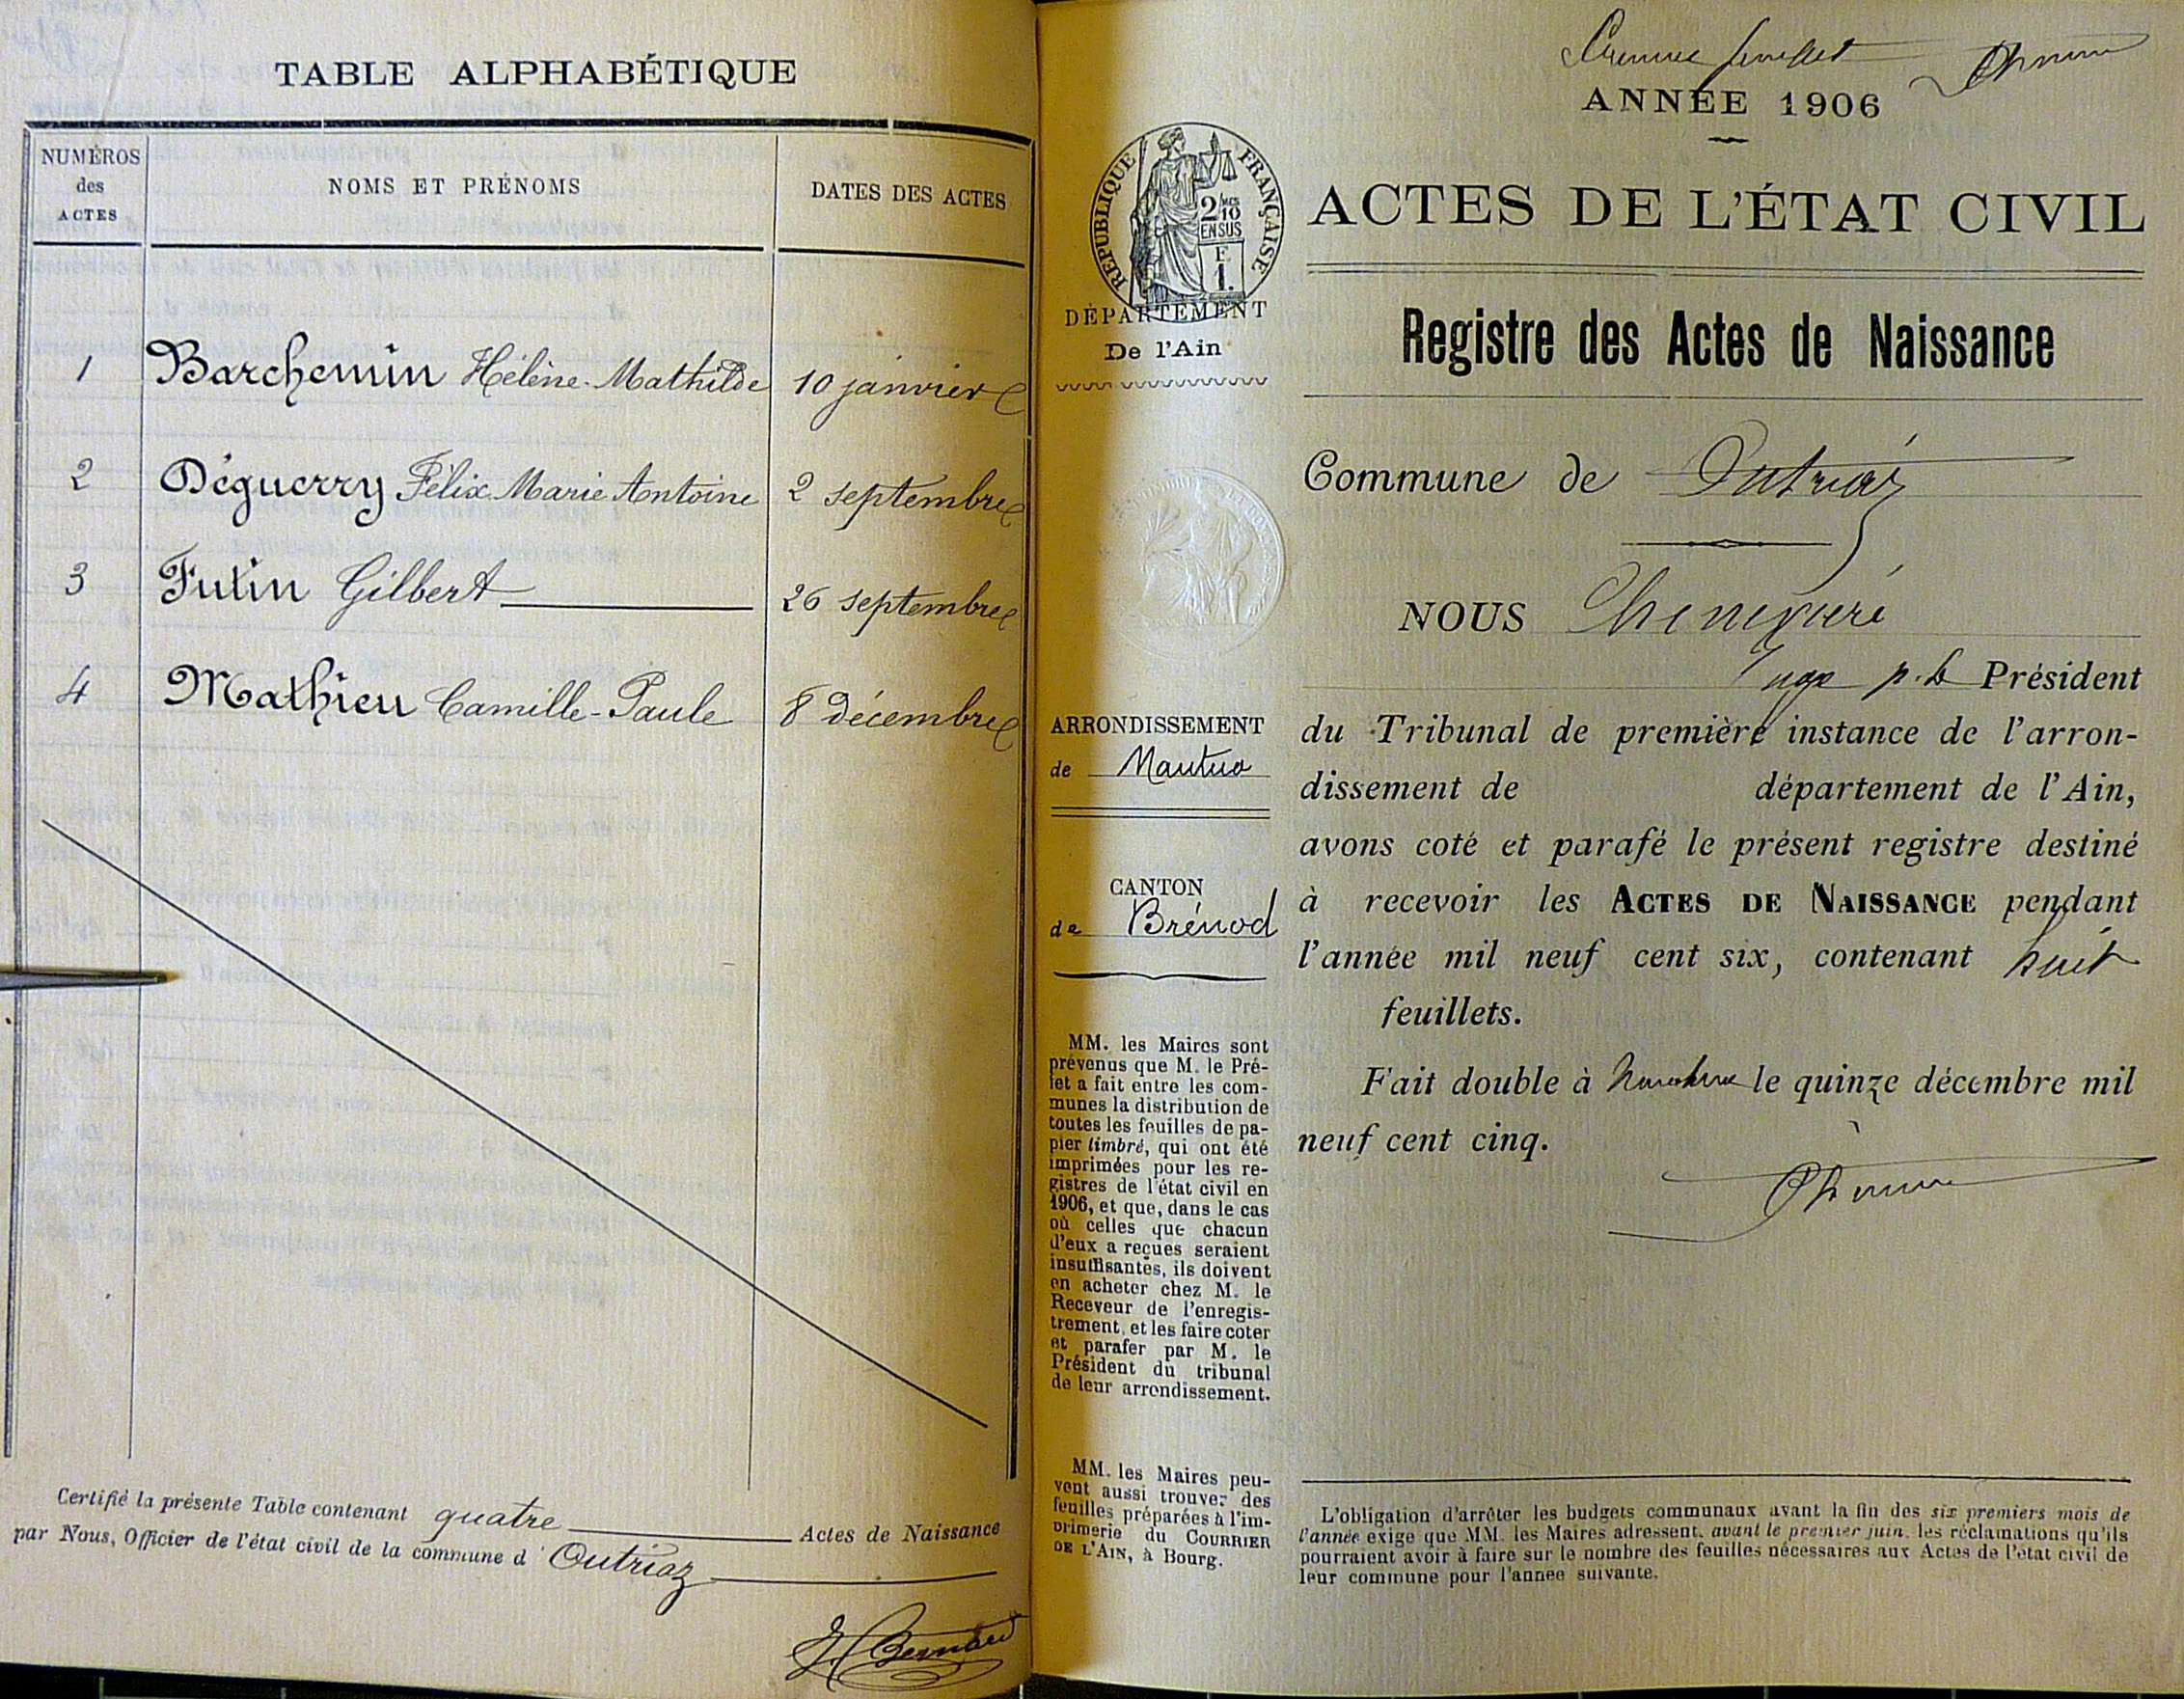 TABLE ALPHABÉTIQUE
NUMÉROS
des
ACTES
NOMS ET PRÉNOMS
DATES DES ACTES
1 Barchemin Hélène-Mathilde 10 janvier
2 Déguerry Félix Marie Antoine 2 septembre
3 Futin Gilbert 26 septembre
4 Mathieu Camille-Paule 8 décembre
Certifié la présente Table contenant quatre Actes de Naissance
par Nous, Officier de l'état civil de la commune d'Outriaz
Bernard
feuillet
ANNÉE 1906
RÉPUBLIQUE FRANÇAISE
2/10
EN SUS
F.
1.
DÉPARTEMENT
De l'Ain
ARRONDISSEMENT
de Nantua
CANTON
de Brénod
MM. les Maires sont
prévenus que M. le Pré-
fet a fait entre les com-
munes la distribution de
toutes les feuilles de pa-
pier timbré, qui ont été
imprimées pour les re-
gistres de l'état civil en
1906, et que, dans le cas
où celles que chacun
d'eux a reçues seraient
insuffisantes, ils doivent
en acheter chez M. le
Receveur de l'enregis-
trement, et les faire coter
et parafer par M. le
Président du tribunal
de leur arrondissement.
MM. les Maires peu-
vent aussi trouver des
feuilles préparées à l'im-
primerie du COURRIER
DE L'AIN, à Bourg.
ACTES DE L'ÉTAT CIVIL
Registre des Actes de Naissance
Commune de Outriaz
NOUS
Juge p. le Président
du Tribunal de première instance de l'arron-
dissement de département de l'Ain,
avons coté et parafé le présent registre destiné
à recevoir les ACTES DE NAISSANCE pendant
l'année mil neuf cent six, contenant huit
feuillets.
Fait double à Nantua le quinze décembre mil
neuf cent cinq.
L'obligation d'arrêter les budgets communaux avant la fin des six premiers mois de
l'année exige que MM. les Maires adressent, avant le premier juin, les réclamations qu'ils
pourraient avoir à faire sur le nombre des feuilles nécessaires aux Actes de l'état civil de
leur commune pour l'année suivante.